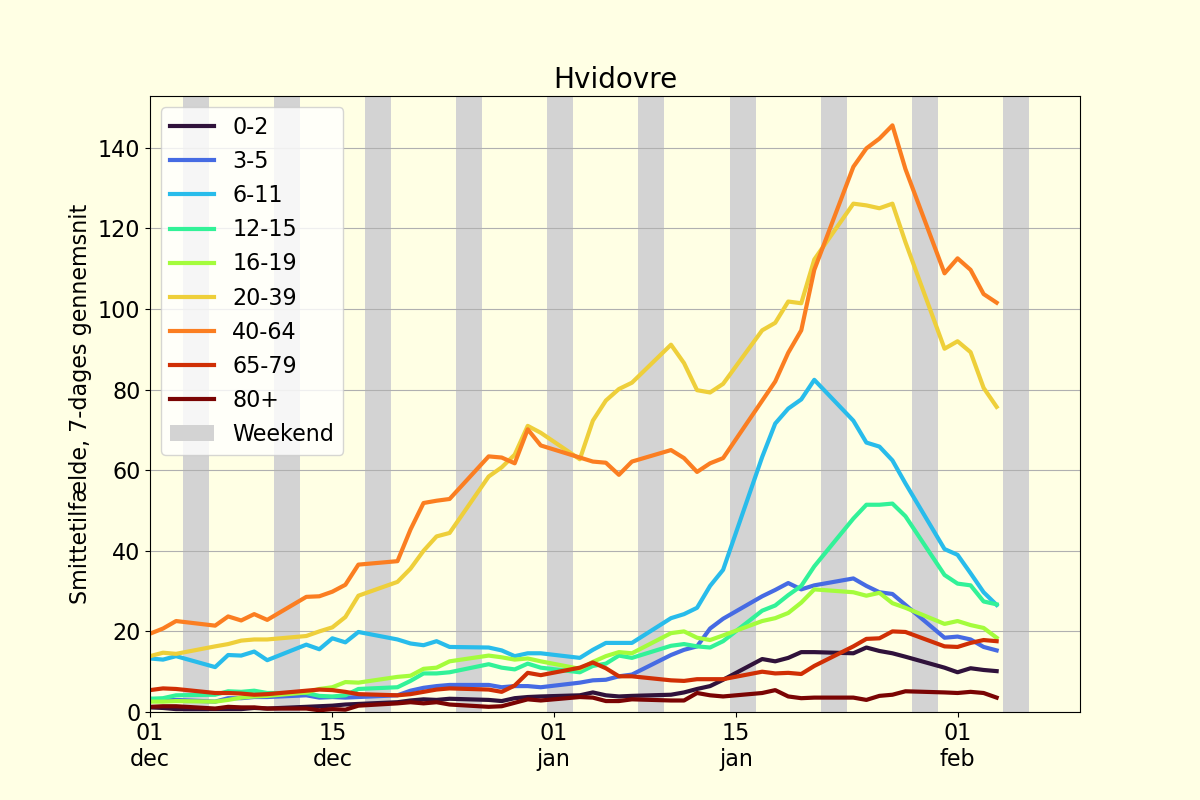 Hvidovre
Smittetilfælde, 7-dages gennemsnit
140
120
100
80
60
40
20
0
0-2
3-5
6-11
12-15
16-19
20-39
40-64
65-79
80+
Weekend
01
dec
15
dec
01
jan
15
jan
01
feb